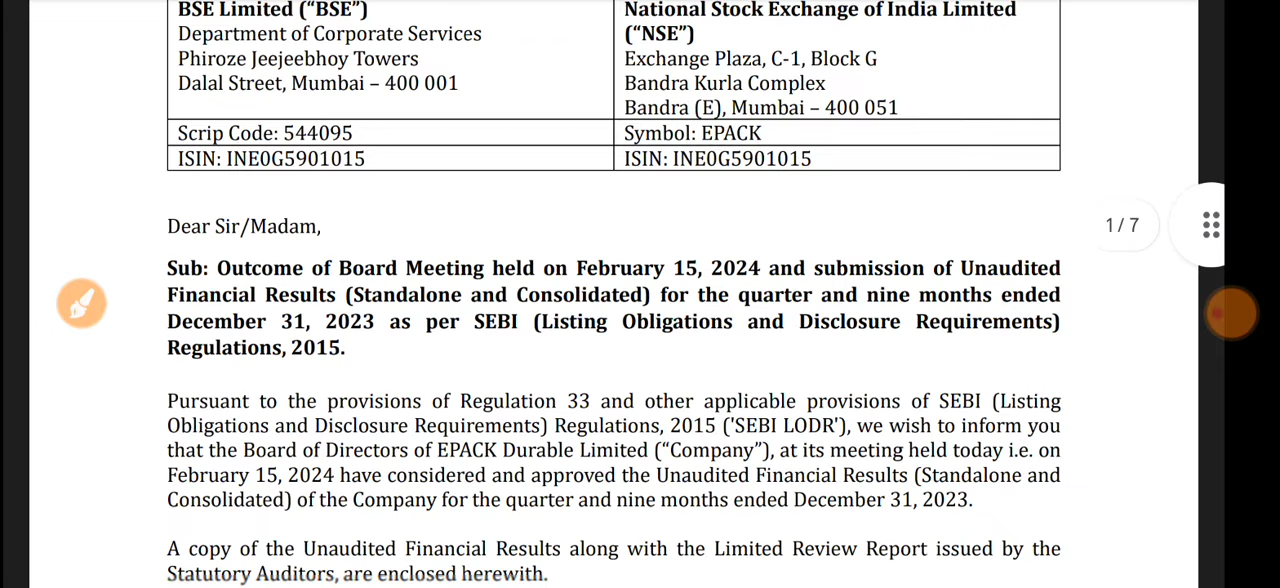 BSE Limited (“BSE”)
Department of Corporate Services
Phiroze Jeejeebhoy Towers
Dalal Street, Mumbai – 400 001
National Stock Exchange of India Limited
(“NSE”)
Exchange Plaza, C-1, Block G
Bandra Kurla Complex
Bandra (E), Mumbai – 400 051
Scrip Code: 544095
Symbol: EPACK
ISIN: INE0G5901015
ISIN: INE0G5901015
Dear Sir/Madam,
1 / 7
Sub: Outcome of Board Meeting held on February 15, 2024 and submission of Unaudited
Financial Results (Standalone and Consolidated) for the quarter and nine months ended
December 31, 2023 as per SEBI (Listing Obligations and Disclosure Requirements)
Regulations, 2015.
Pursuant to the provisions of Regulation 33 and other applicable provisions of SEBI (Listing
Obligations and Disclosure Requirements) Regulations, 2015 ('SEBI LODR'), we wish to inform you
that the Board of Directors of EPACK Durable Limited (“Company”), at its meeting held today i.e. on
February 15, 2024 have considered and approved the Unaudited Financial Results (Standalone and
Consolidated) of the Company for the quarter and nine months ended December 31, 2023.
A copy of the Unaudited Financial Results along with the Limited Review Report issued by the
Statutory Auditors, are enclosed herewith.